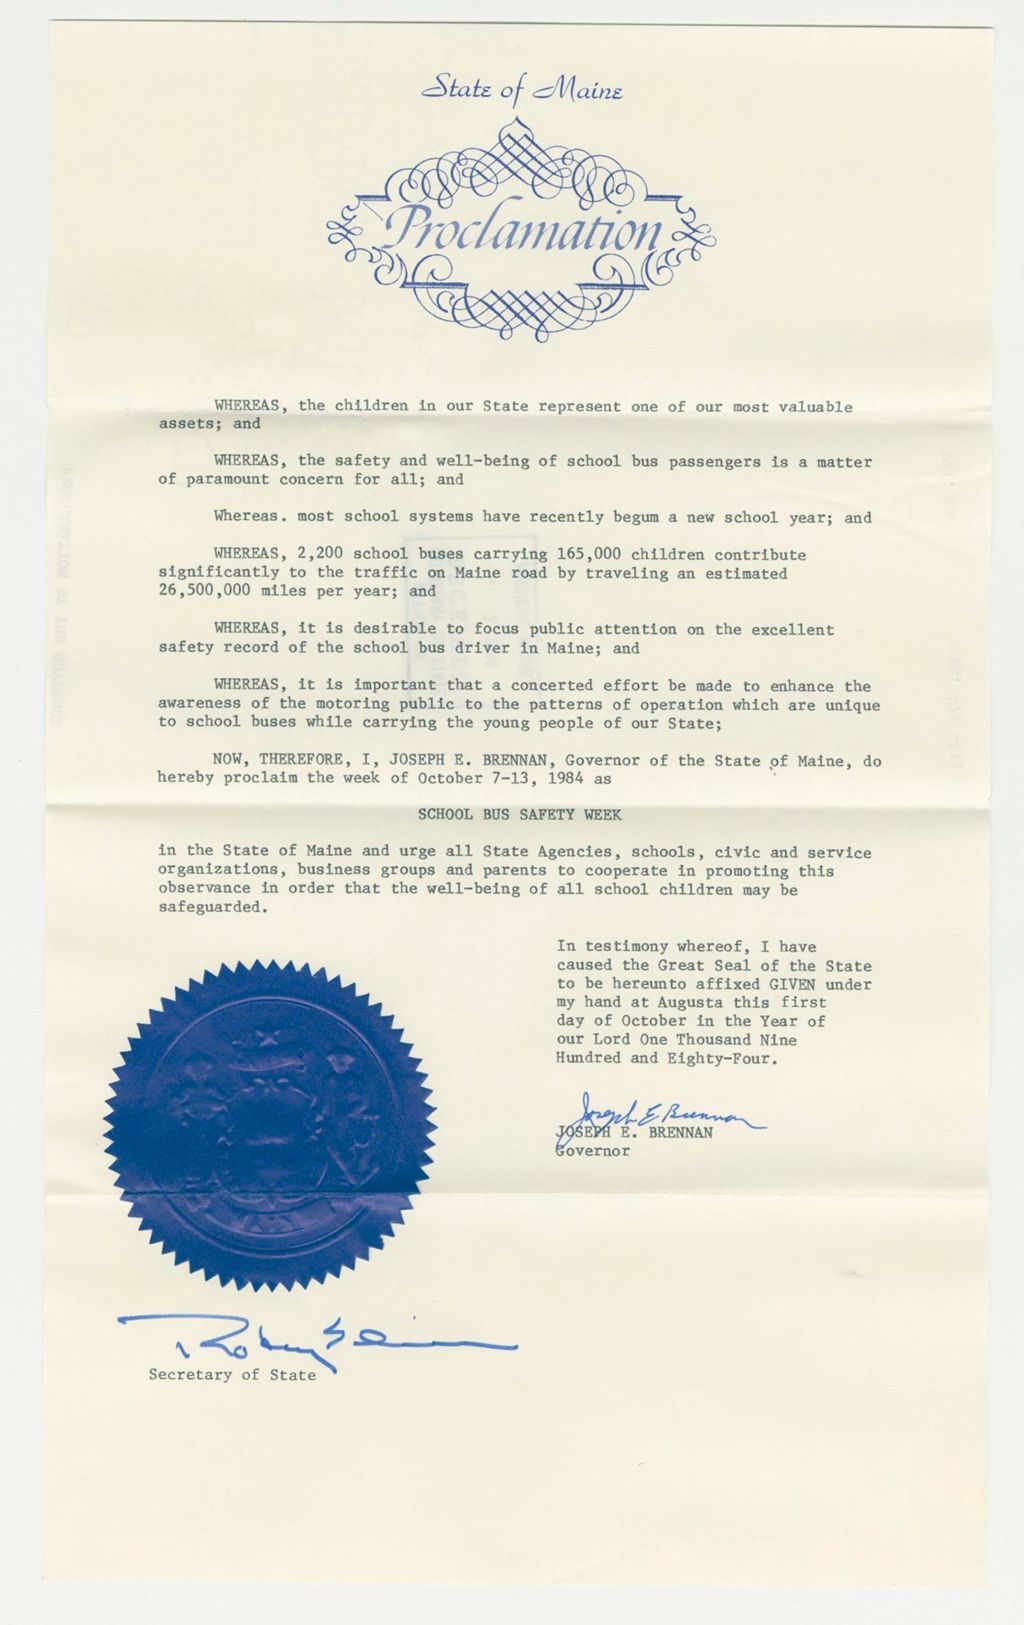 State of Maine
Proclamation
WHEREAS, the children in our State represent one of our most valuable
assets; and
WHEREAS, the safety and well-being of school bus passengers is a matter
of paramount concern for all; and
Whereas. most school systems have recently begum a new school year; and
WHEREAS, 2,200 school buses carrying 165,000 children contribute
significantly to the traffic on Maine road by traveling an estimated
26,500,000 miles per year; and
WHEREAS, it is desirable to focus public attention on the excellent
safety record of the school bus driver in Maine; and
WHEREAS, it is important that a concerted effort be made to enhance the
awareness of the motoring public to the patterns of operation which are unique
to school buses while carrying the young people of our State;
NOW, THEREFORE, I, JOSEPH E. BRENNAN, Governor of the State of Maine, do
hereby proclaim the week of October 7-13, 1984 as
SCHOOL BUS SAFETY WEEK
in the State of Maine and urge all State Agencies, schools, civic and service
organizations, business groups and parents to cooperate in promoting this
observance in order that the well-being of all school children may be
safeguarded.
In testimony whereof, I have
caused the Great Seal of the State
to be hereunto affixed GIVEN under
my hand at Augusta this first
day of October in the Year of
our Lord One Thousand Nine
Hundred and Eighty-Four.
Joseph E Brennan
JOSEPH E. BRENNAN
Governor
Secretary of State